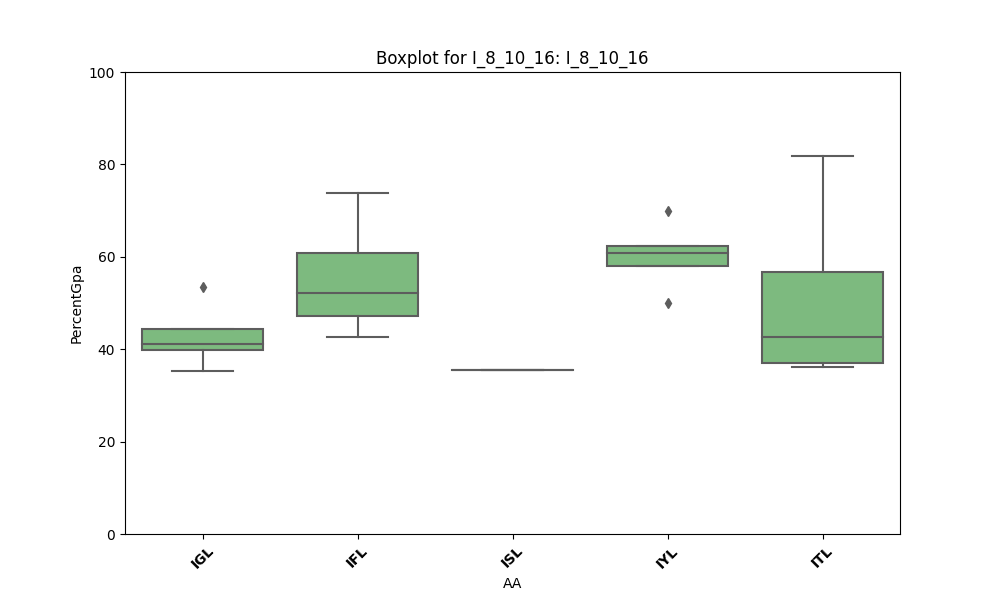 Boxplot for I_8_10_16: I_8_10_16
100
80
60
40
20
0
PercentGpa
IGL
IFL
ISL
IYL
ITL
AA